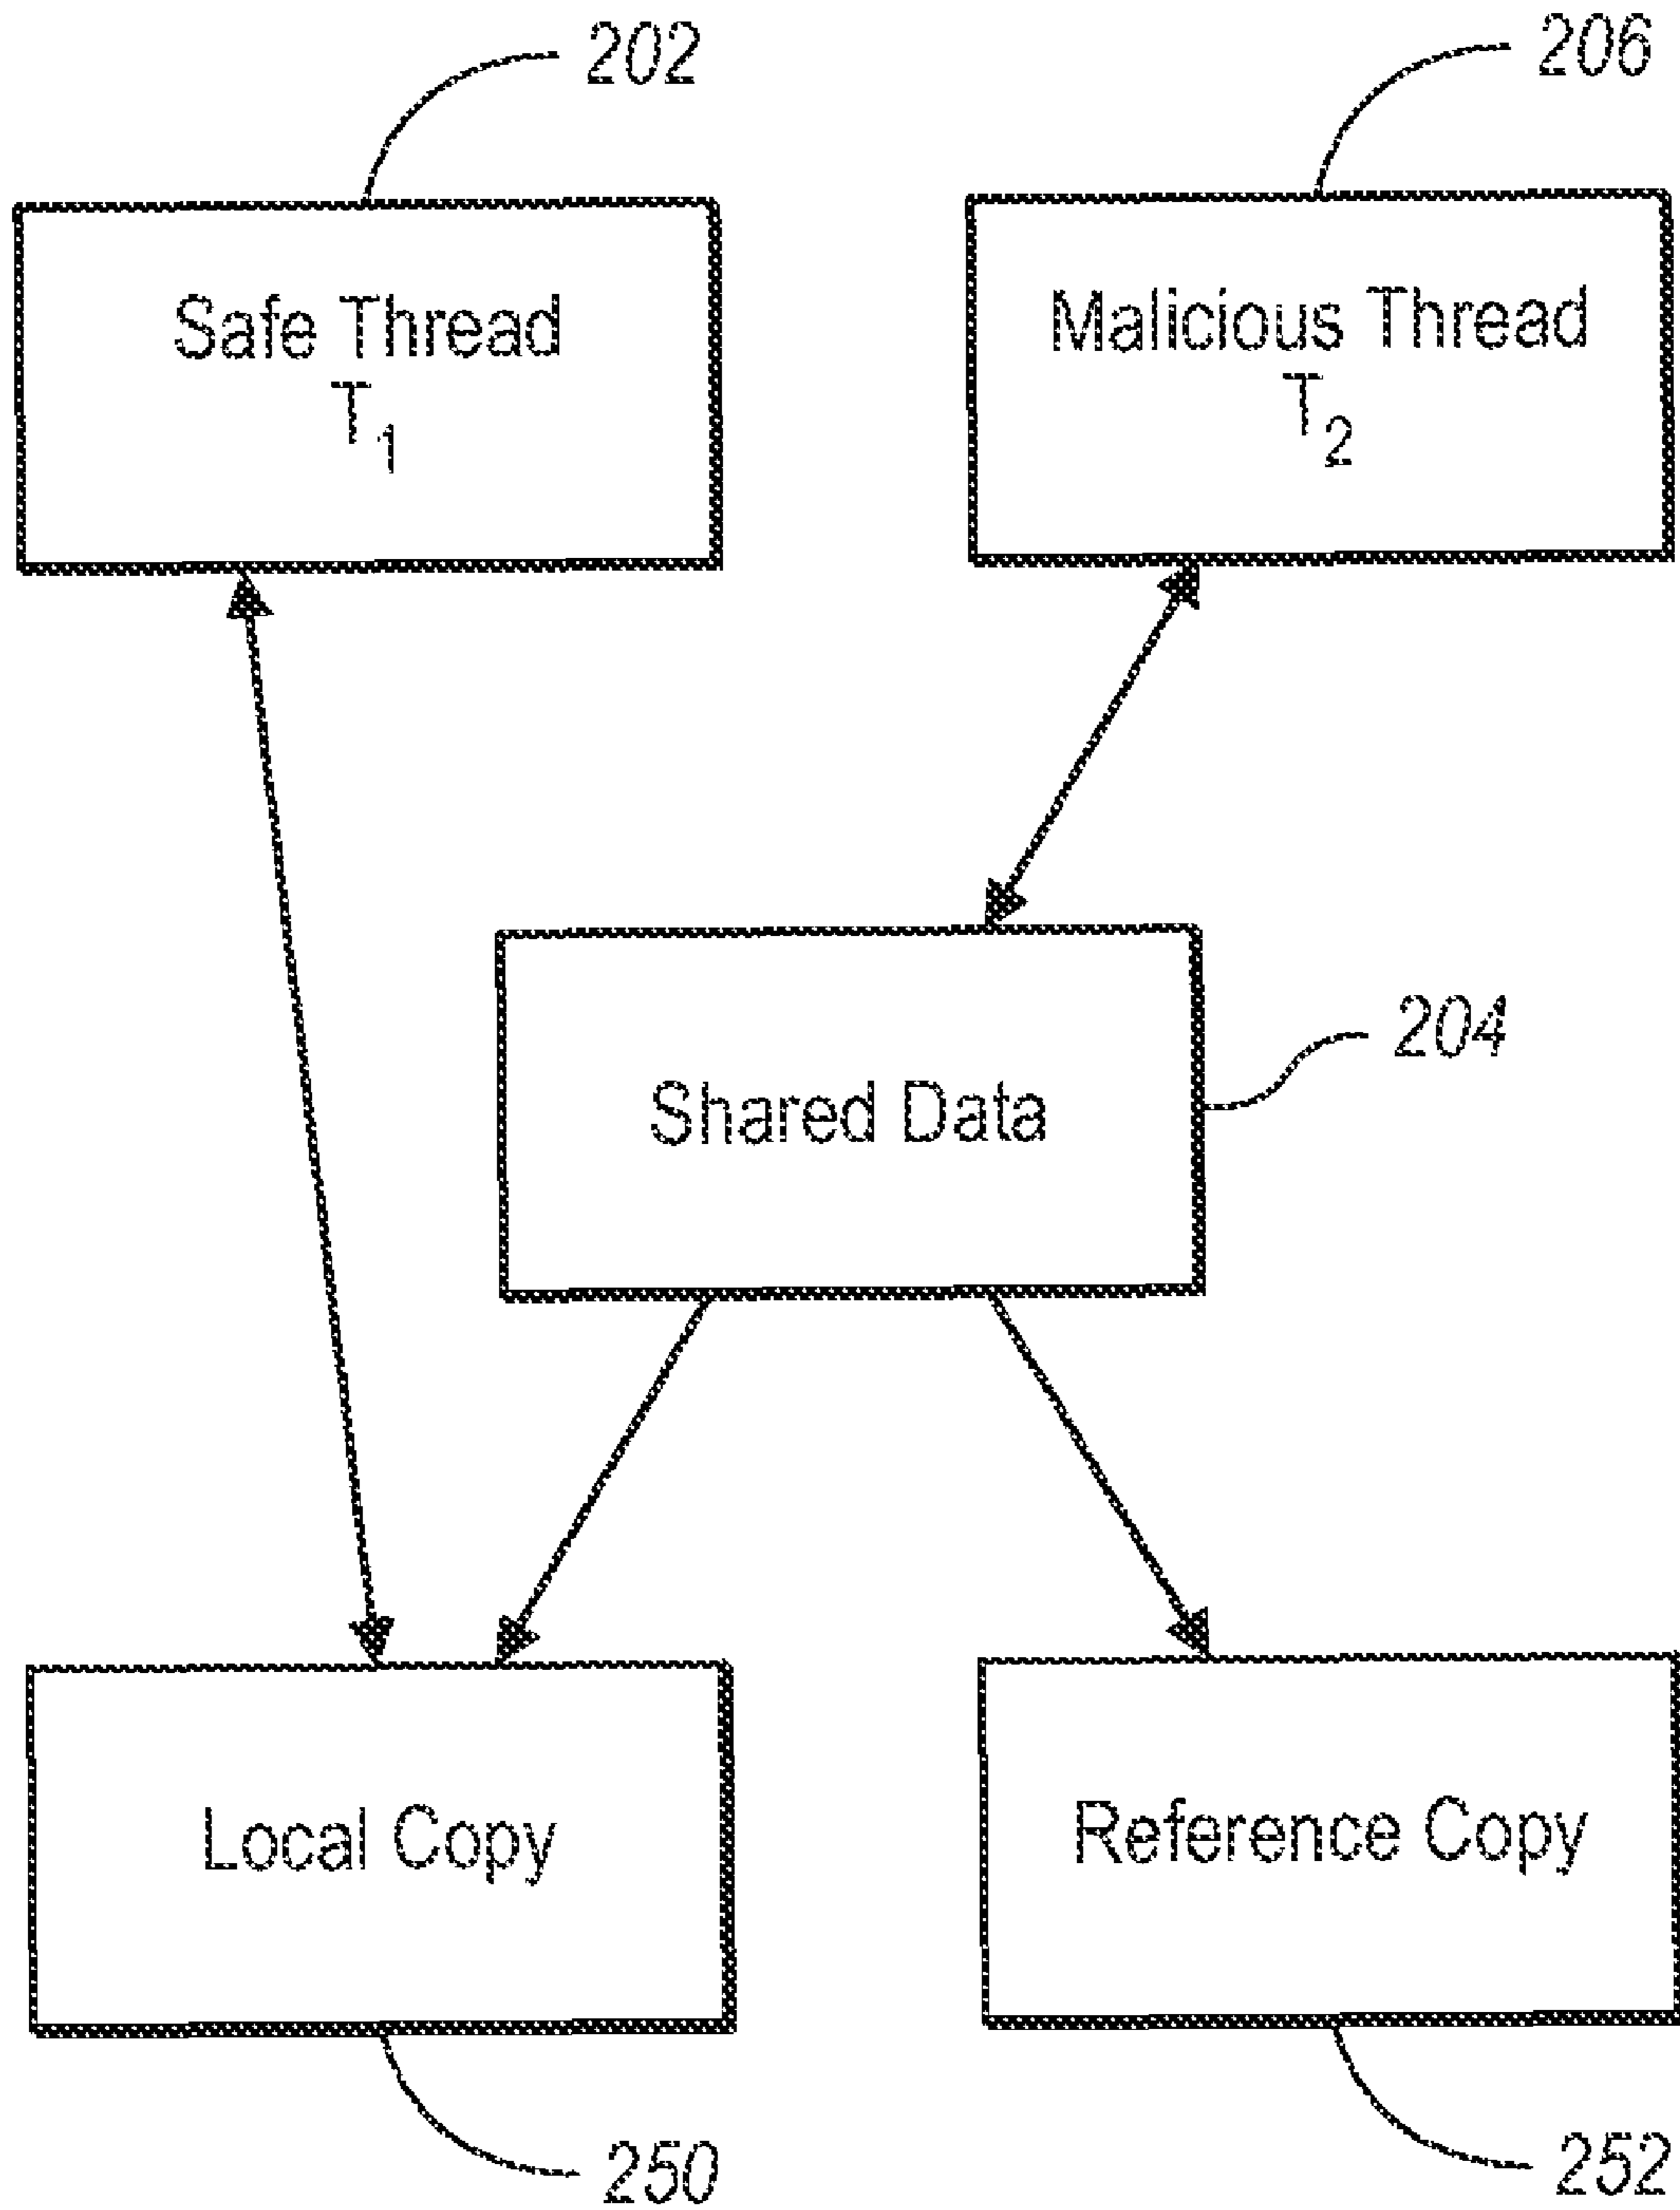 202
206
Safe Thread
T1
Malicious Thread
T2
204
Shared Data
Local Copy
Reference Copy
250
252